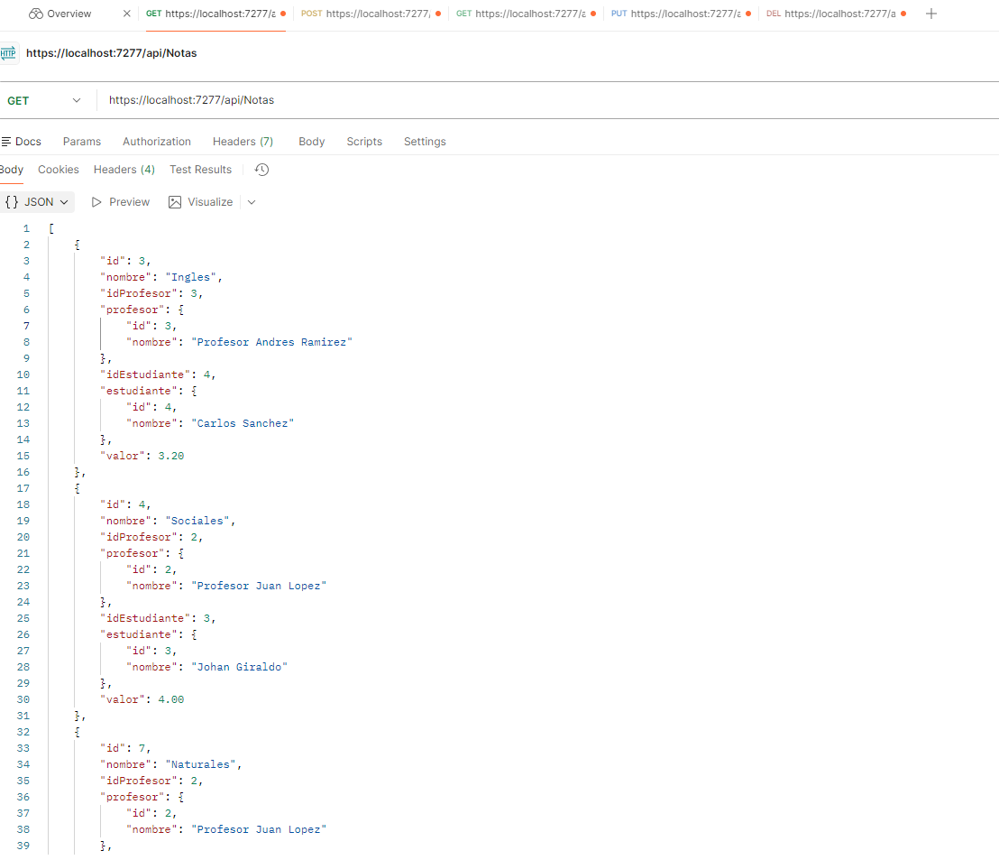 Overview GET https://localhost:7277/a POST https://localhost:7277/ GET https://localhost:7277/a PUT https://localhost:7277/a DEL https://localhost:7277/a
HTTP https://localhost:7277/api/Notas
GET https://localhost:7277/api/Notas
Docs Params Authorization Headers (7) Body Scripts Settings
Body Cookies Headers (4) Test Results
{} JSON Preview Visualize
1 [
2 {
3 "id": 3,
4 "nombre": "Ingles",
5 "idProfesor": 3,
6 "profesor": {
7 "id": 3,
8 "nombre": "Profesor Andres Ramirez"
9 },
10 "idEstudiante": 4,
11 "estudiante": {
12 "id": 4,
13 "nombre": "Carlos Sanchez"
14 },
15 "valor": 3.20
16 },
17 {
18 "id": 4,
19 "nombre": "Sociales",
20 "idProfesor": 2,
21 "profesor": {
22 "id": 2,
23 "nombre": "Profesor Juan Lopez"
24 },
25 "idEstudiante": 3,
26 "estudiante": {
27 "id": 3,
28 "nombre": "Johan Giraldo"
29 },
30 "valor": 4.00
31 },
32 {
33 "id": 7,
34 "nombre": "Naturales",
35 "idProfesor": 2,
36 "profesor": {
37 "id": 2,
38 "nombre": "Profesor Juan Lopez"
39 },